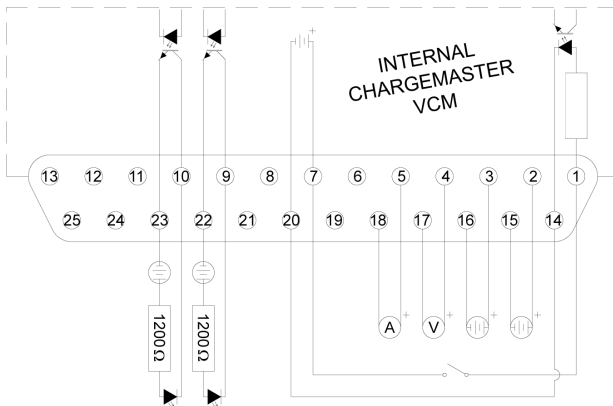 INTERNAL
CHARGEMASTER
VCM
13 12 11 10 9 8 7 6 5 4 3 2 1
25 24 23 22 21 20 19 18 17 16 15 14
+
A + V + + +
1200Ω 1200Ω